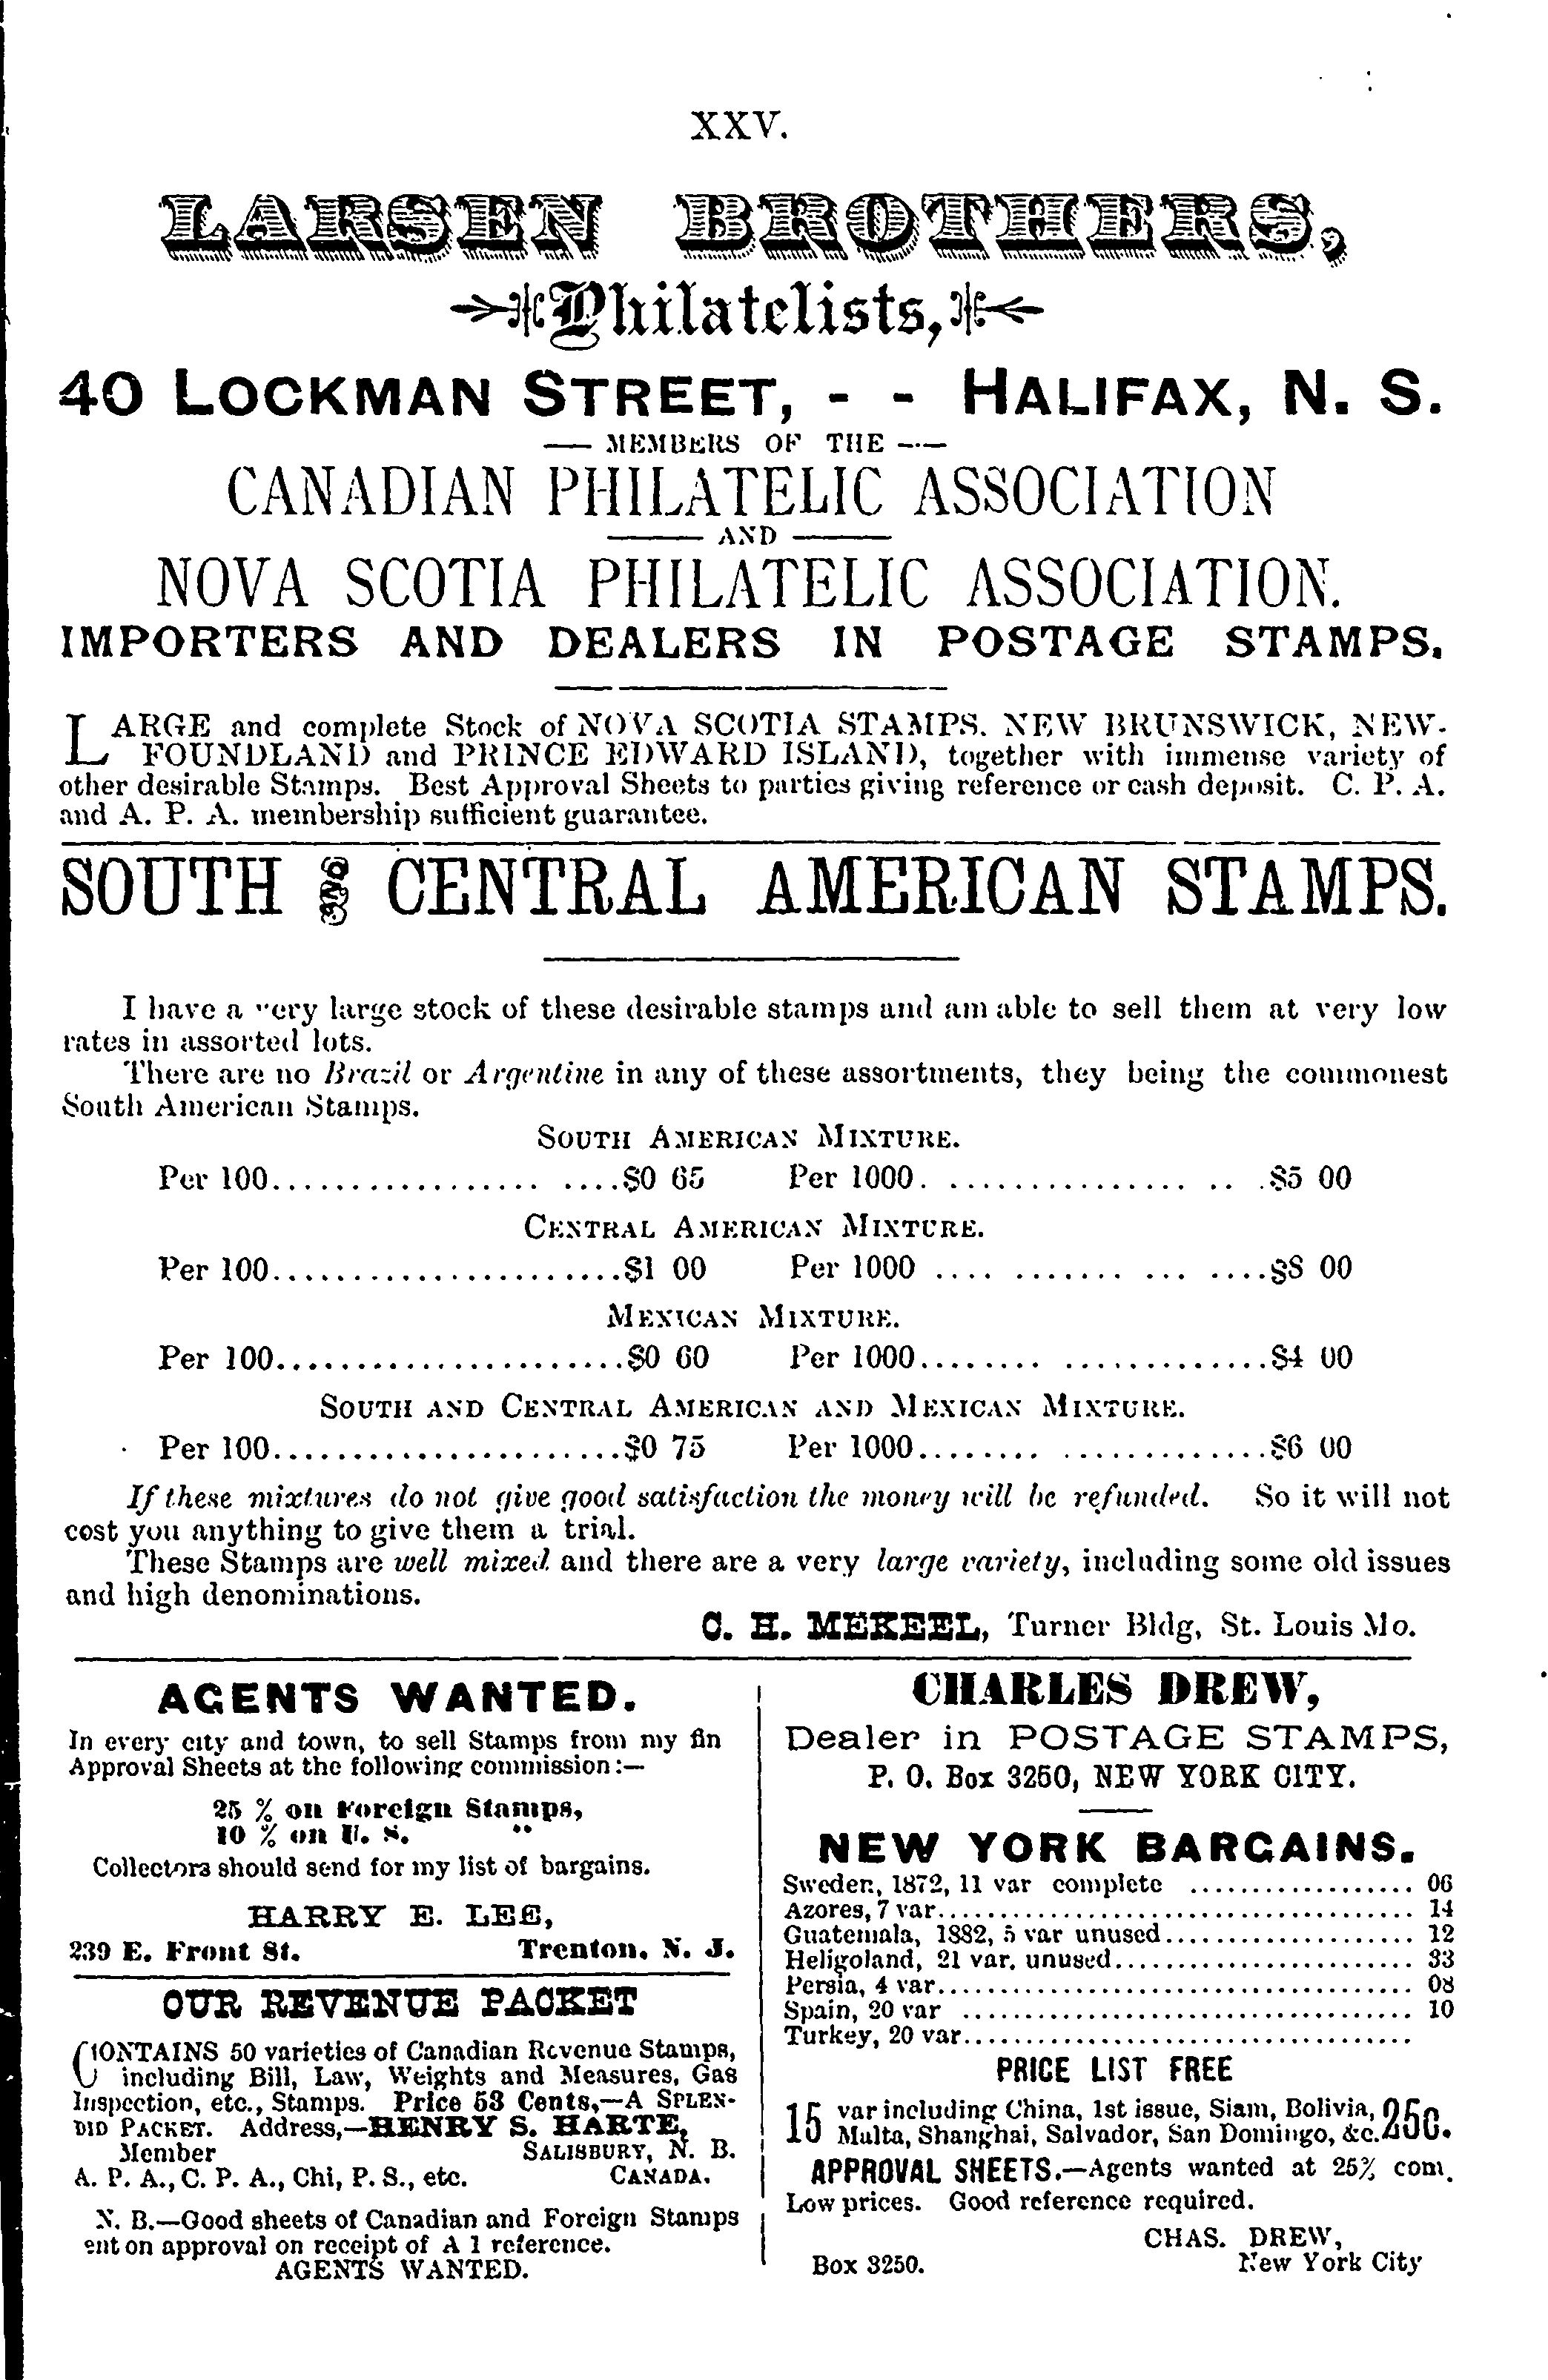 XXV.
LARSEN BROTHERS,
Philatelists,
40 LOCKMAN STREET, - - HALIFAX, N. S.
— MEMBERS OF THE —
CANADIAN PHILATELIC ASSOCIATION
—— AND ——
NOVA SCOTIA PHILATELIC ASSOCIATION.
IMPORTERS AND DEALERS IN POSTAGE STAMPS.
LARGE and complete Stock of NOVA SCOTIA STAMPS. NEW BRUNSWICK, NEW-
FOUNDLAND and PRINCE EDWARD ISLAND, together with immense variety of
other desirable Stamps. Best Approval Sheets to parties giving reference or cash deposit. C. P. A.
and A. P. A. membership sufficient guarantee.
SOUTH AND CENTRAL AMERICAN STAMPS.
I have a very large stock of these desirable stamps and am able to sell them at very low
rates in assorted lots.
There are no Brazil or Argentine in any of these assortments, they being the commonest
South American Stamps.
SOUTH AMERICAN MIXTURE.
Per 100......................$0 65 Per 1000......................$5 00
CENTRAL AMERICAN MIXTURE.
Per 100......................$1 00 Per 1000......................$8 00
MEXICAN MIXTURE.
Per 100......................$0 60 Per 1000......................$4 00
SOUTH AND CENTRAL AMERICAN AND MEXICAN MIXTURE.
Per 100......................$0 75 Per 1000......................$6 00
If these mixtures do not give good satisfaction the money will be refunded. So it will not
cost you anything to give them a trial.
These Stamps are well mixed and there are a very large variety, including some old issues
and high denominations.
C. H. MEKEEL, Turner Bldg, St. Louis Mo.
AGENTS WANTED.
In every city and town, to sell Stamps from my fin
Approval Sheets at the following commission:—
25 % on Foreign Stamps,
10 % on U. S. "
Collectors should send for my list of bargains.
HARRY E. LEE,
239 E. Front St. Trenton, N. J.
OUR REVENUE PACKET
CONTAINS 50 varieties of Canadian Revenue Stamps,
including Bill, Law, Weights and Measures, Gas
Inspection, etc., Stamps. Price 53 Cents,—A SPLEN-
DID PACKET. Address,—HENRY S. HARTE,
Member SALISBURY, N. B.
A. P. A., C. P. A., Chi, P. S., etc. CANADA.
N. B.—Good sheets of Canadian and Foreign Stamps
ent on approval on receipt of A 1 reference.
AGENTS WANTED.
CHARLES DREW,
Dealer in POSTAGE STAMPS,
P. O. Box 3250, NEW YORK CITY.
NEW YORK BARGAINS.
Sweden, 1872, 11 var complete .................. 06
Azores, 7 var...................................... 14
Guatemala, 1882, 5 var unused.................... 12
Heligoland, 21 var. unused........................ 33
Persia, 4 var...................................... 08
Spain, 20 var .................................... 10
Turkey, 20 var....................................
PRICE LIST FREE
15 var including China, 1st issue, Siam, Bolivia,
Malta, Shanghai, Salvador, San Domingo, &c. 25c.
APPROVAL SHEETS.—Agents wanted at 25% com.
Low prices. Good reference required.
CHAS. DREW,
Box 3250. New York City